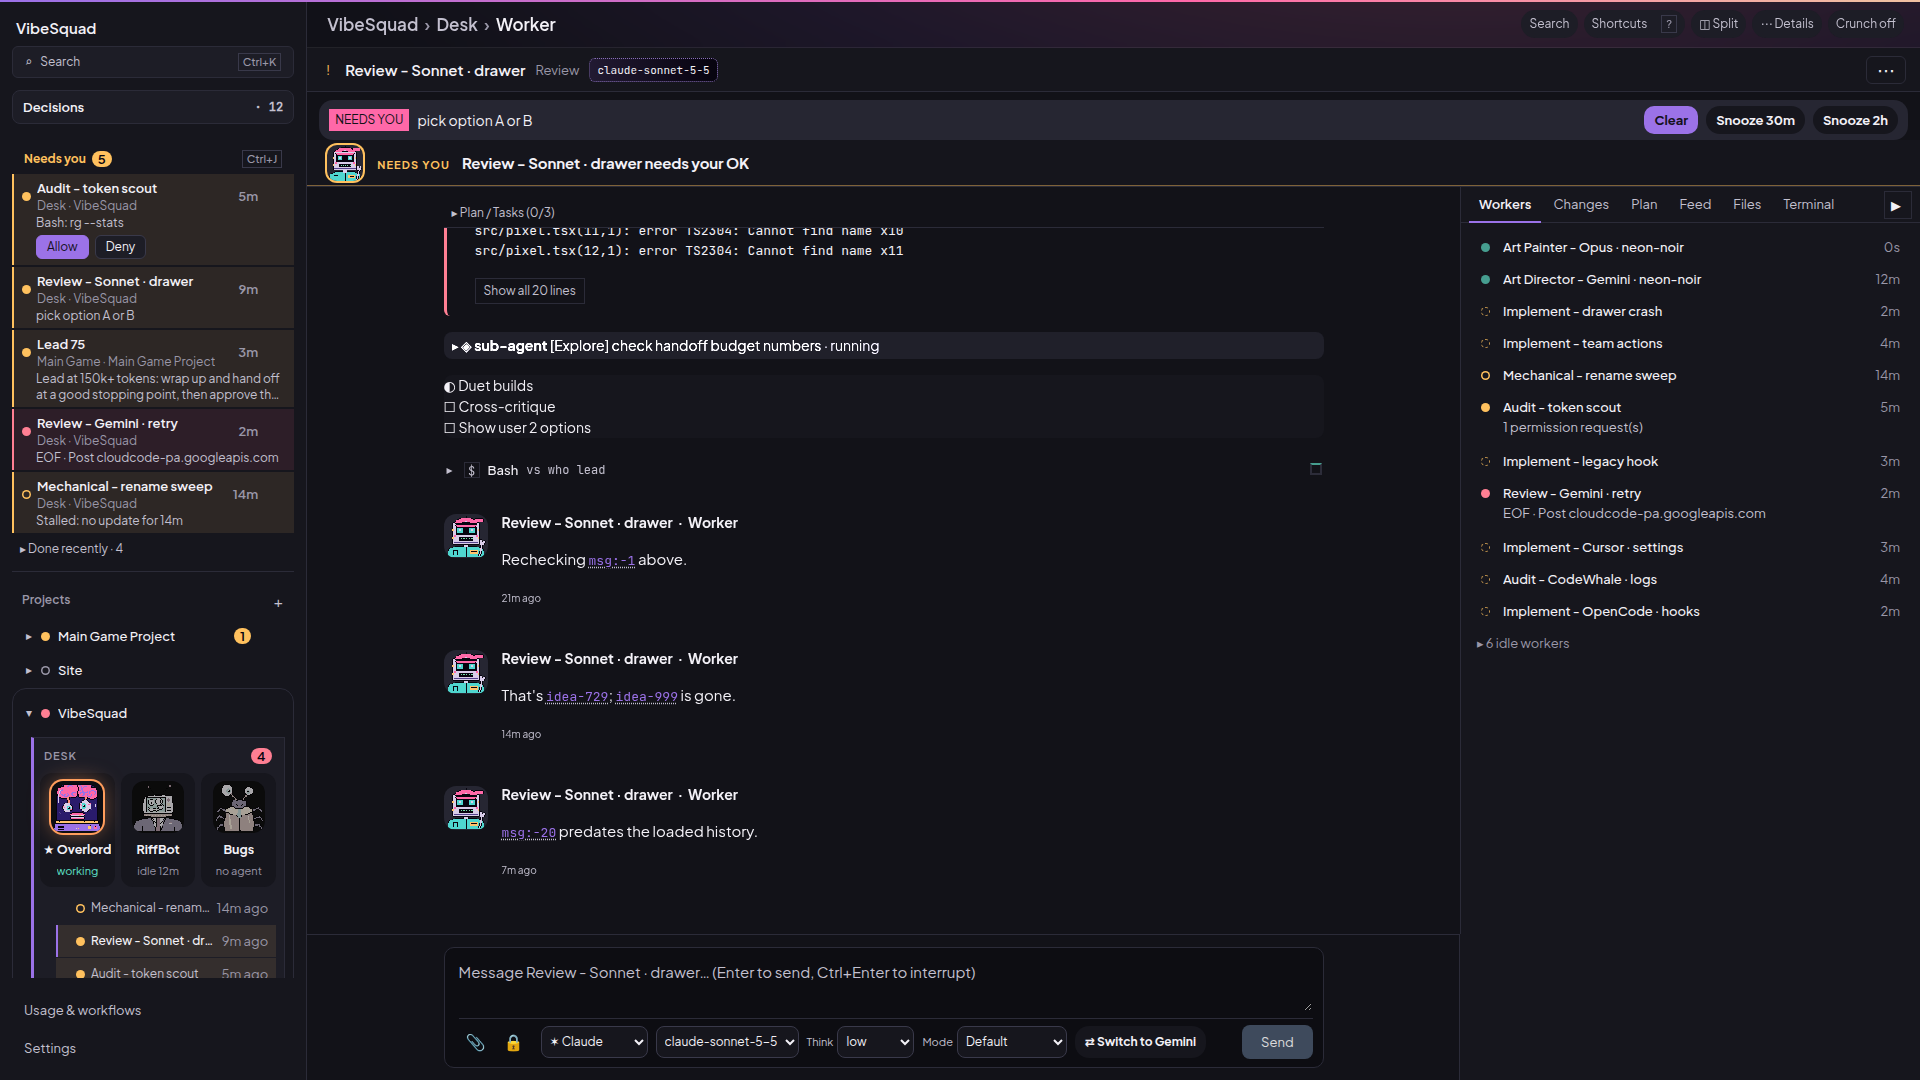 VibeSquad
Search
Ctrl+K
Decisions
· 12
Needs you 5
Ctrl+J
Audit – token scout
5m
Desk · VibeSquad
Bash: rg --stats
Allow
Deny
Review – Sonnet · drawer
9m
Desk · VibeSquad
pick option A or B
Lead 75
3m
Main Game · Main Game Project
Lead at 150k+ tokens: wrap up and hand off
at a good stopping point, then approve th...
Review – Gemini · retry
2m
Desk · VibeSquad
EOF · Post cloudcode-pa.googleapis.com
Mechanical – rename sweep
14m
Desk · VibeSquad
Stalled: no update for 14m
▸ Done recently · 4
Projects
+
▸ Main Game Project
1
▸ Site
▾ VibeSquad
DESK
4
★ Overlord
working
RiffBot
idle 12m
Bugs
no agent
Mechanical – renam... 14m ago
Review – Sonnet · dr... 9m ago
Audit – token scout 5m ago
Usage & workflows
Settings
VibeSquad › Desk › Worker
Search
Shortcuts ?
Split
··· Details
Crunch off
! Review – Sonnet · drawer Review claude-sonnet-5-5
···
NEEDS YOU pick option A or B
Clear
Snooze 30m
Snooze 2h
NEEDS YOU Review – Sonnet · drawer needs your OK
▸ Plan / Tasks (0/3)
src/pixel.tsx(11,1): error TS2304: Cannot find name x10
src/pixel.tsx(12,1): error TS2304: Cannot find name x11
Show all 20 lines
▸ ◈ sub-agent [Explore] check handoff budget numbers · running
◐ Duet builds
☐ Cross-critique
☐ Show user 2 options
▸ $ Bash vs who lead
Review – Sonnet · drawer · Worker
Rechecking msg:-1 above.
21m ago
Review – Sonnet · drawer · Worker
That's idea-729; idea-999 is gone.
14m ago
Review – Sonnet · drawer · Worker
msg:-20 predates the loaded history.
7m ago
Message Review – Sonnet · drawer... (Enter to send, Ctrl+Enter to interrupt)
✶ Claude
claude-sonnet-5-5
Think low
Mode Default
⇄ Switch to Gemini
Send
Workers
Changes
Plan
Feed
Files
Terminal
▶
Art Painter – Opus · neon-noir 0s
Art Director – Gemini · neon-noir 12m
Implement – drawer crash 2m
Implement – team actions 4m
Mechanical – rename sweep 14m
Audit – token scout 5m
1 permission request(s)
Implement – legacy hook 3m
Review – Gemini · retry 2m
EOF · Post cloudcode-pa.googleapis.com
Implement – Cursor · settings 3m
Audit – CodeWhale · logs 4m
Implement – OpenCode · hooks 2m
▸ 6 idle workers